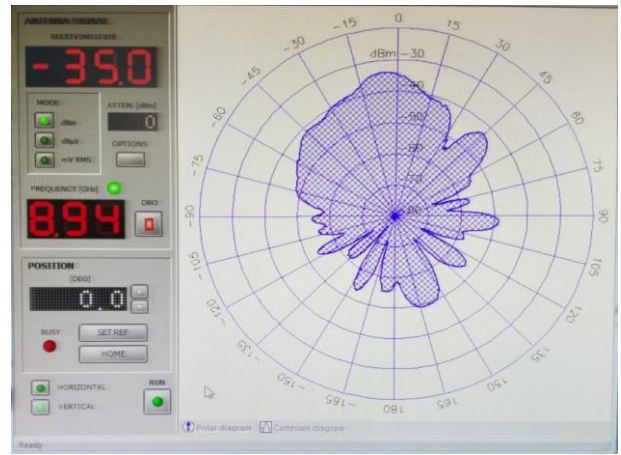 ANTENNA SIGNAL
RECEIVING LEVEL
-35.0
MODE:
dBm
dBµV
mV RMS
ATTEN: [dBm]
0
OPTIONS:
FREQUENCY [GHz]
8.94
DRO
POSITION
[DEG]
0.0
BUSY
SET REF
HOME
HORIZONTAL
VERTICAL
RUN
0
15
30
45
60
75
90
105
120
135
150
165
180
-165
-150
-135
-120
-105
-90
-75
-60
-45
-30
-15
dBm -30
-40
-50
-60
-70
-80
Polar diagram
Cartesian diagram
Ready